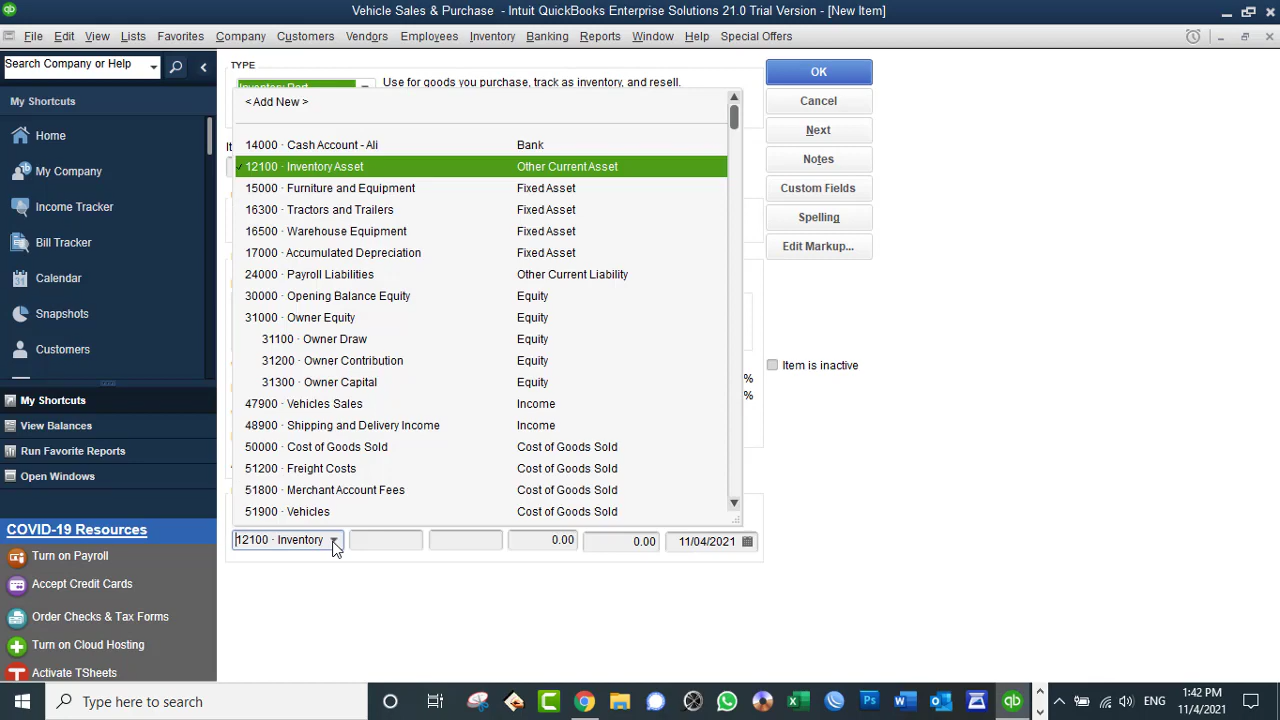 Vehicle Sales & Purchase - Intuit QuickBooks Enterprise Solutions 21.0 Trial Version - [New Item]
File Edit View Lists Favorites Company Customers Vendors Employees Inventory Banking Reports Window Help Special Offers
Search Company or Help
My Shortcuts
Home
My Company
Income Tracker
Bill Tracker
Calendar
Snapshots
Customers
My Shortcuts
View Balances
Run Favorite Reports
Open Windows
COVID-19 Resources
Turn on Payroll
Accept Credit Cards
Order Checks & Tax Forms
Turn on Cloud Hosting
Activate TSheets
TYPE
Inventory Part
Use for goods you purchase, track as inventory, and resell.
< Add New >
14000 · Cash Account - Ali Bank
12100 · Inventory Asset Other Current Asset
15000 · Furniture and Equipment Fixed Asset
16300 · Tractors and Trailers Fixed Asset
16500 · Warehouse Equipment Fixed Asset
17000 · Accumulated Depreciation Fixed Asset
24000 · Payroll Liabilities Other Current Liability
30000 · Opening Balance Equity Equity
31000 · Owner Equity Equity
31100 · Owner Draw Equity
31200 · Owner Contribution Equity
31300 · Owner Capital Equity
47900 · Vehicles Sales Income
48900 · Shipping and Delivery Income Income
50000 · Cost of Goods Sold Cost of Goods Sold
51200 · Freight Costs Cost of Goods Sold
51800 · Merchant Account Fees Cost of Goods Sold
51900 · Vehicles Cost of Goods Sold
12100 · Inventory 0.00 0.00 11/04/2021
% 
%
OK
Cancel
Next
Notes
Custom Fields
Spelling
Edit Markup...
Item is inactive
Type here to search
ENG
1:42 PM
11/4/2021